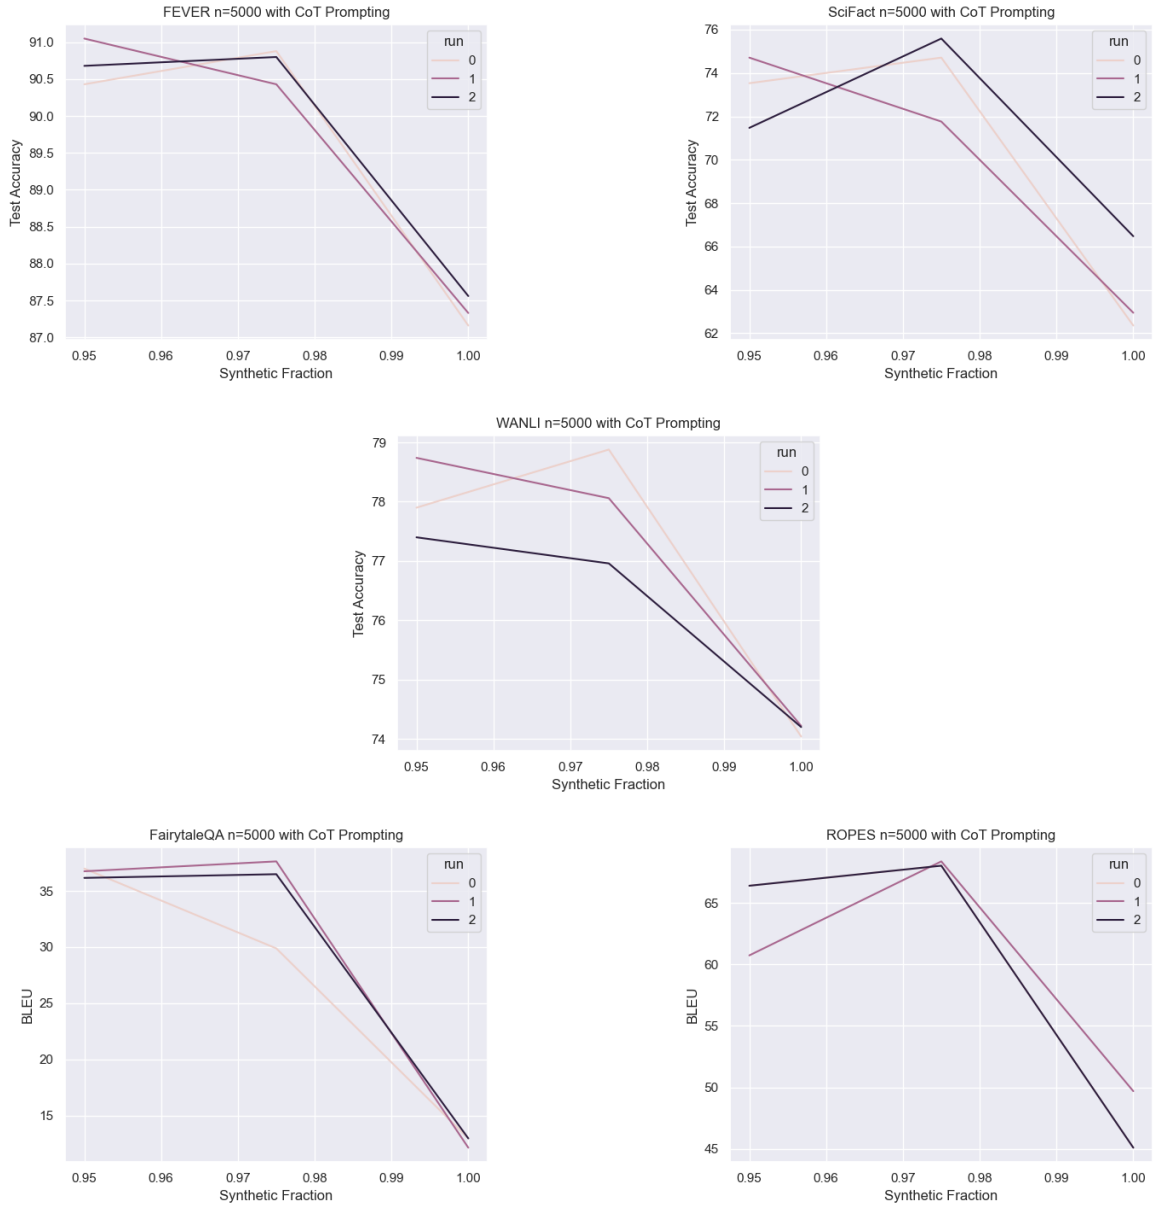 FEVER n=5000 with CoT Prompting
Test Accuracy
91.0
90.5
90.0
89.5
89.0
88.5
88.0
87.5
87.0
run
0
1
2
0.95 0.96 0.97 0.98 0.99 1.00
Synthetic Fraction
SciFact n=5000 with CoT Prompting
Test Accuracy
76
74
72
70
68
66
64
62
run
0
1
2
0.95 0.96 0.97 0.98 0.99 1.00
Synthetic Fraction
WANLI n=5000 with CoT Prompting
Test Accuracy
79
78
77
76
75
74
run
0
1
2
0.95 0.96 0.97 0.98 0.99 1.00
Synthetic Fraction
FairytaleQA n=5000 with CoT Prompting
BLEU
35
30
25
20
15
run
0
1
2
0.95 0.96 0.97 0.98 0.99 1.00
Synthetic Fraction
ROPES n=5000 with CoT Prompting
BLEU
65
60
55
50
45
run
0
1
2
0.95 0.96 0.97 0.98 0.99 1.00
Synthetic Fraction